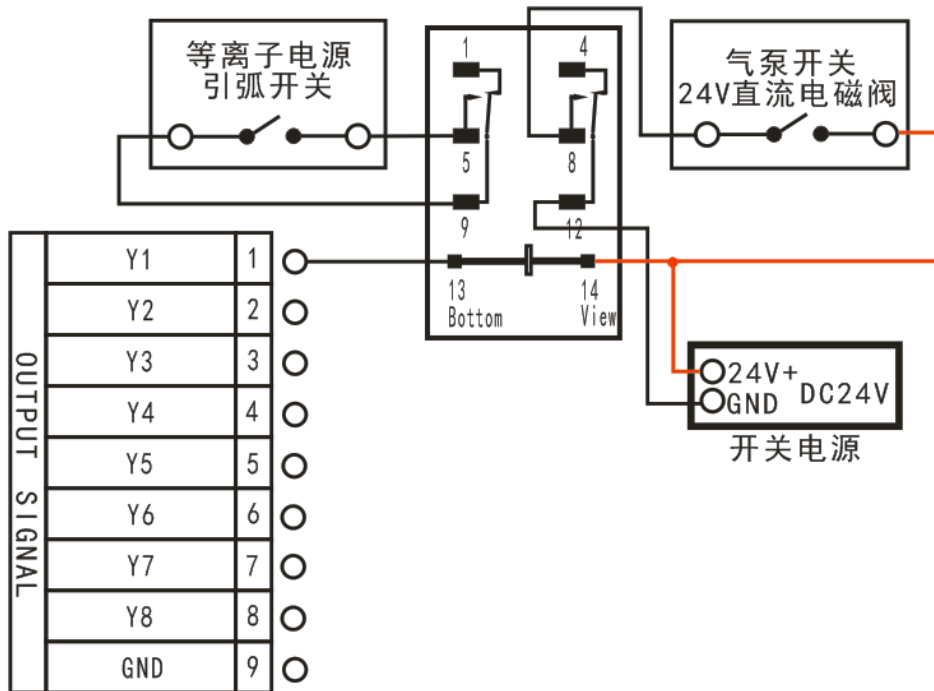 等离子电源
引弧开关
1
4
5
8
9
12
13
14
Bottom
View
气泵开关
24V直流电磁阀
24V+
GND
DC24V
开关电源
OUTPUT SIGNAL
Y1 1
Y2 2
Y3 3
Y4 4
Y5 5
Y6 6
Y7 7
Y8 8
GND 9